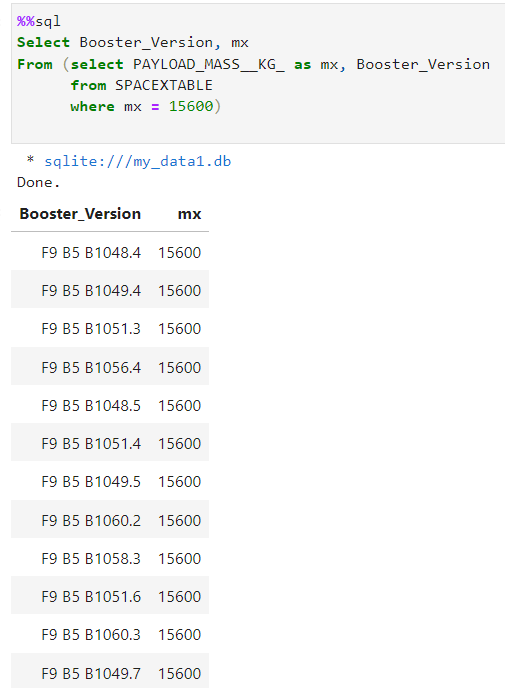 %%sql
Select Booster_Version, mx
From (select PAYLOAD_MASS__KG_ as mx, Booster_Version
from SPACEXTABLE
where mx = 15600)
* sqlite:///my_data1.db
Done.
Booster_Version mx
F9 B5 B1048.4 15600
F9 B5 B1049.4 15600
F9 B5 B1051.3 15600
F9 B5 B1056.4 15600
F9 B5 B1048.5 15600
F9 B5 B1051.4 15600
F9 B5 B1049.5 15600
F9 B5 B1060.2 15600
F9 B5 B1058.3 15600
F9 B5 B1051.6 15600
F9 B5 B1060.3 15600
F9 B5 B1049.7 15600